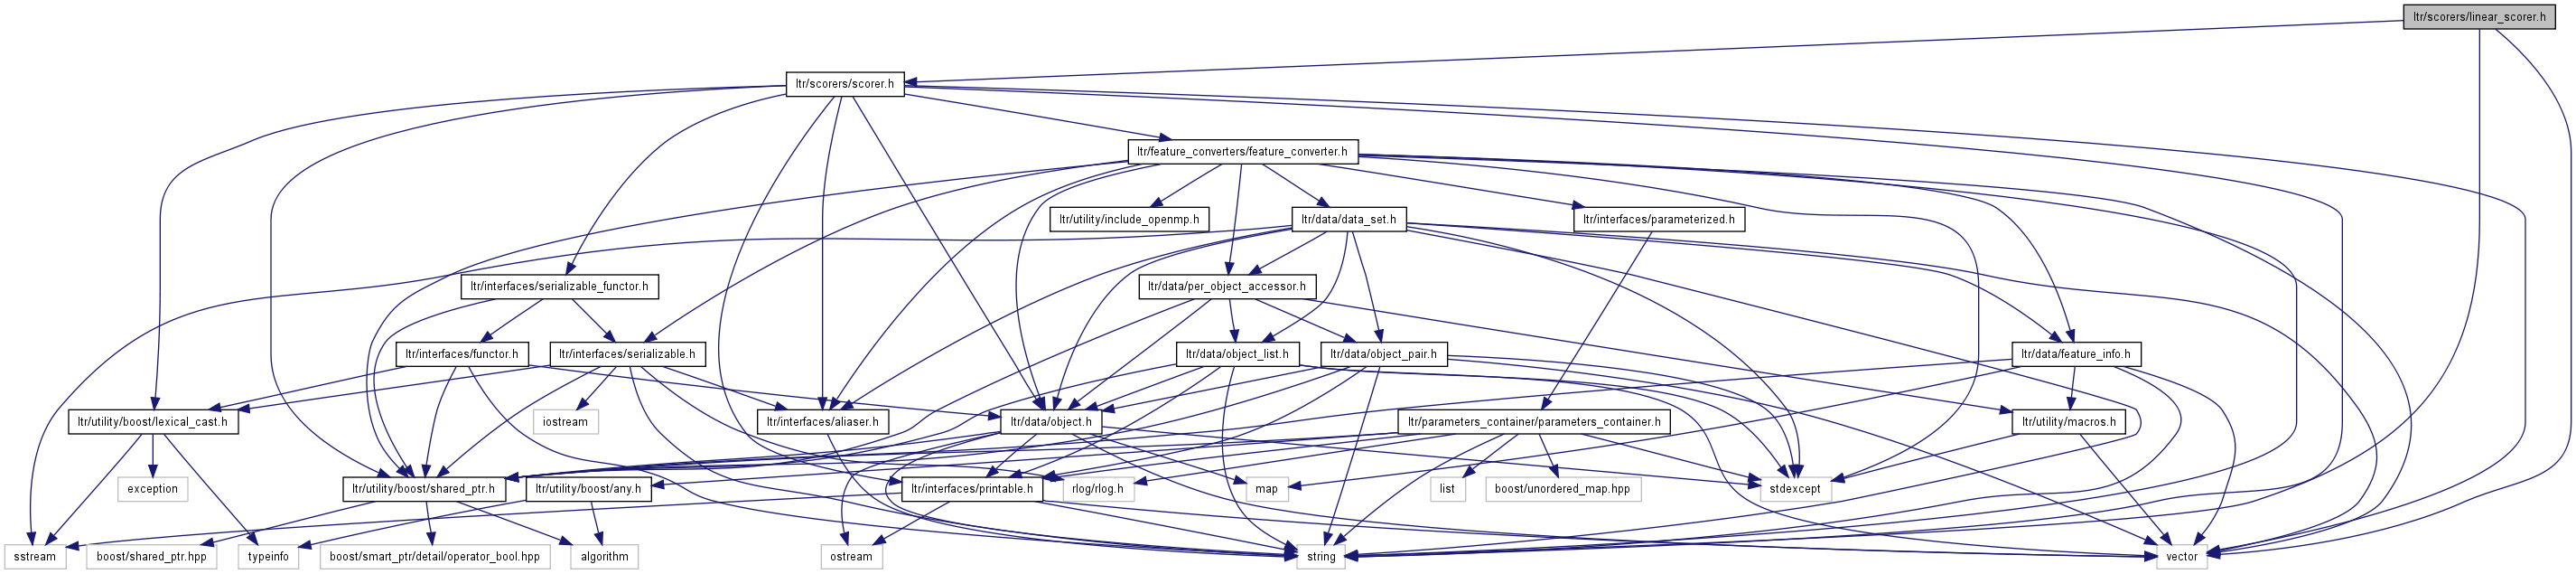 ltr/scorers/linear_scorer.h
ltr/scorers/scorer.h
ltr/feature_converters/feature_converter.h
ltr/utility/include_openmp.h
ltr/data/data_set.h
ltr/interfaces/parameterized.h
ltr/interfaces/serializable_functor.h
ltr/data/per_object_accessor.h
ltr/interfaces/functor.h
ltr/interfaces/serializable.h
ltr/data/object_list.h
ltr/data/object_pair.h
ltr/data/feature_info.h
ltr/utility/boost/lexical_cast.h
iostream
ltr/interfaces/aliaser.h
ltr/data/object.h
ltr/parameters_container/parameters_container.h
ltr/utility/macros.h
exception
ltr/utility/boost/shared_ptr.h
ltr/utility/boost/any.h
ltr/interfaces/printable.h
rlog/rlog.h
map
list
boost/unordered_map.hpp
stdexcept
sstream
boost/shared_ptr.hpp
typeinfo
boost/smart_ptr/detail/operator_bool.hpp
algorithm
ostream
string
vector